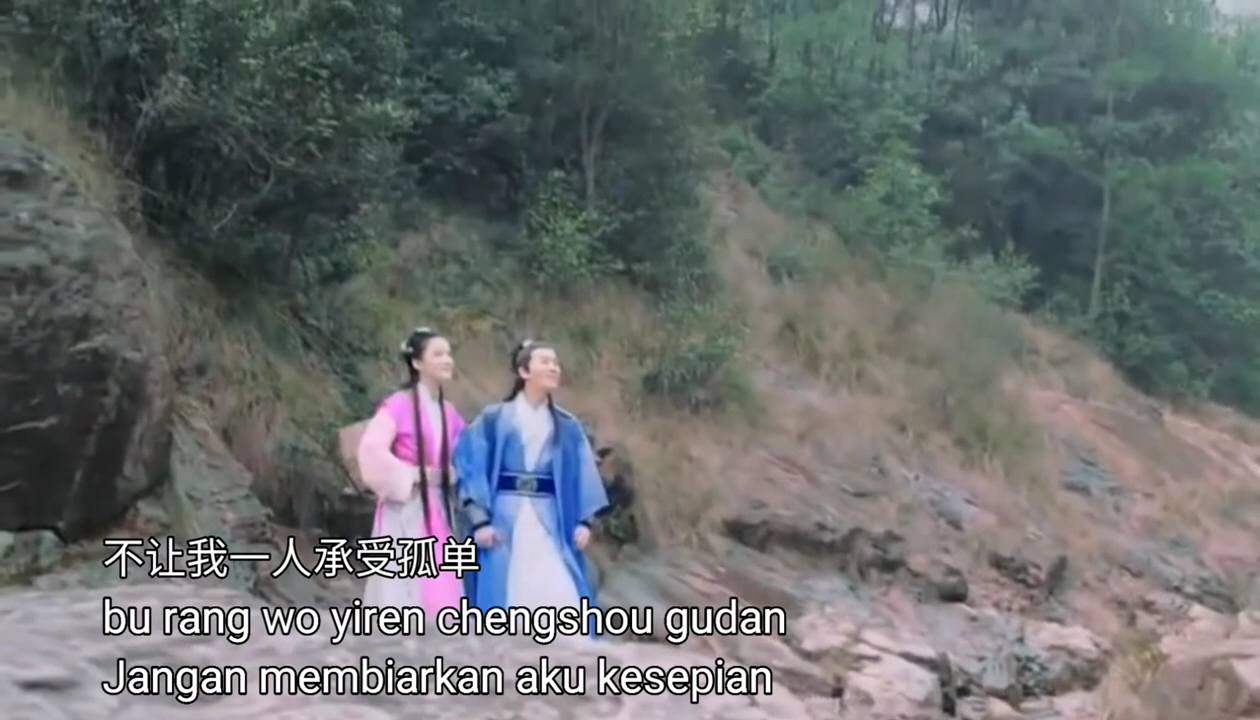 不让我一人承受孤单
bu rang wo yiren chengshou gudan
Jangan membiarkan aku kesepian